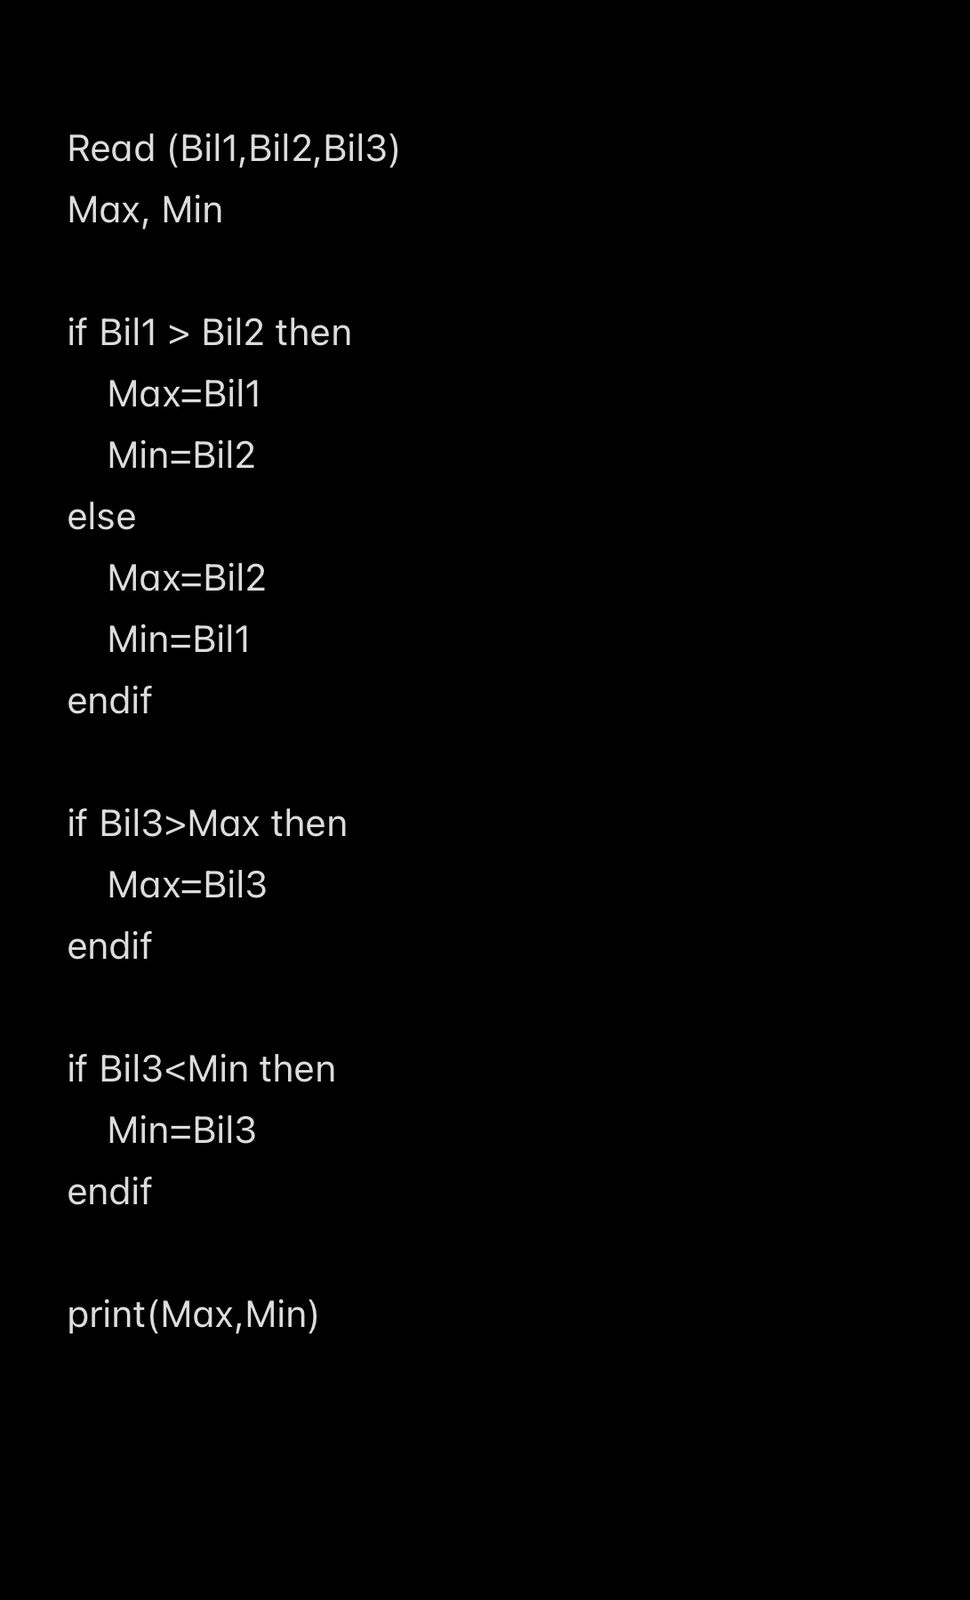 Read (Bil1,Bil2,Bil3)
Max, Min
if Bil1 > Bil2 then
Max=Bil1
Min=Bil2
else
Max=Bil2
Min=Bil1
endif
if Bil3>Max then
Max=Bil3
endif
if Bil3<Min then
Min=Bil3
endif
print(Max,Min)